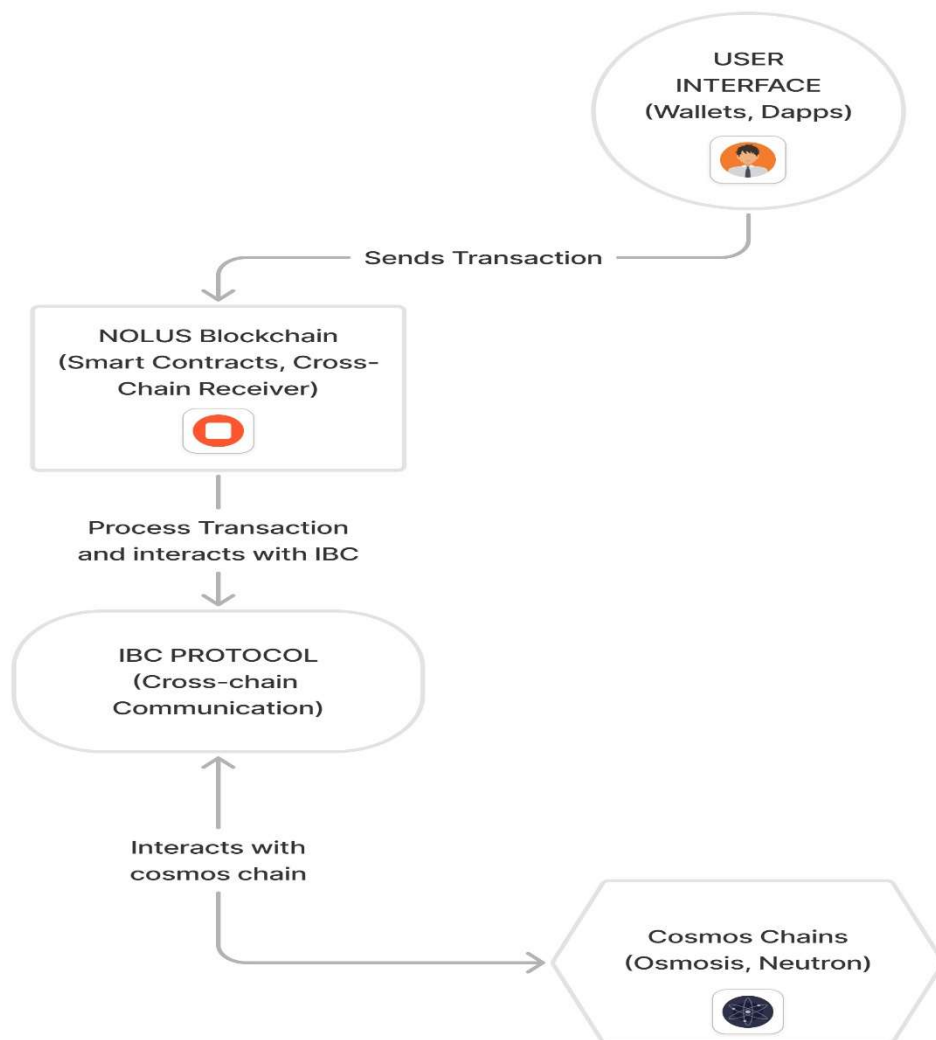 USER
INTERFACE
(Wallets, Dapps)
Sends Transaction
NOLUS Blockchain
(Smart Contracts, Cross-
Chain Receiver)
Process Transaction
and interacts with IBC
IBC PROTOCOL
(Cross-chain
Communication)
Interacts with
cosmos chain
Cosmos Chains
(Osmosis, Neutron)